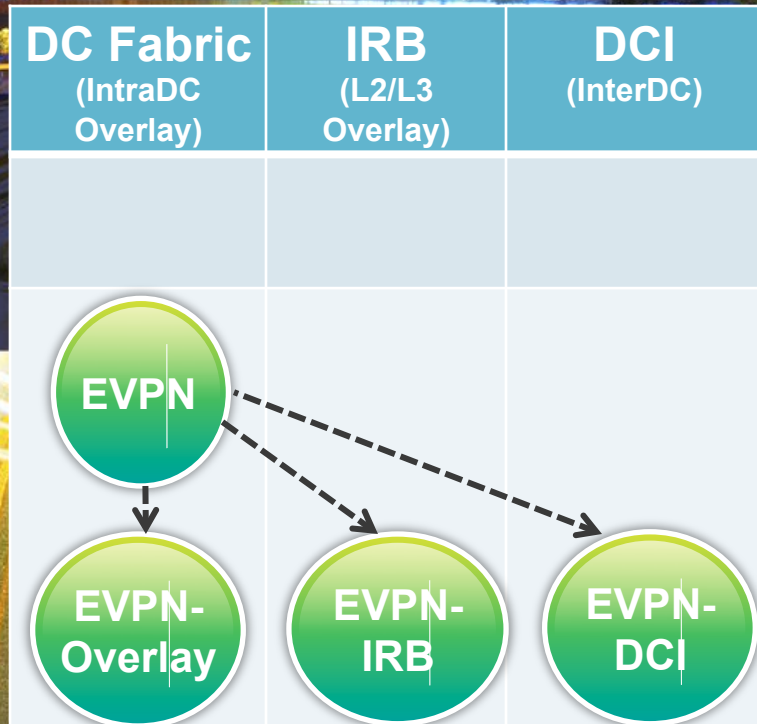 DC Fabric
(IntraDC
Overlay)
IRB
(L2/L3
Overlay)
DCI
(InterDC)
EVPN
EVPN-
Overlay
EVPN-
IRB
EVPN-
DCI